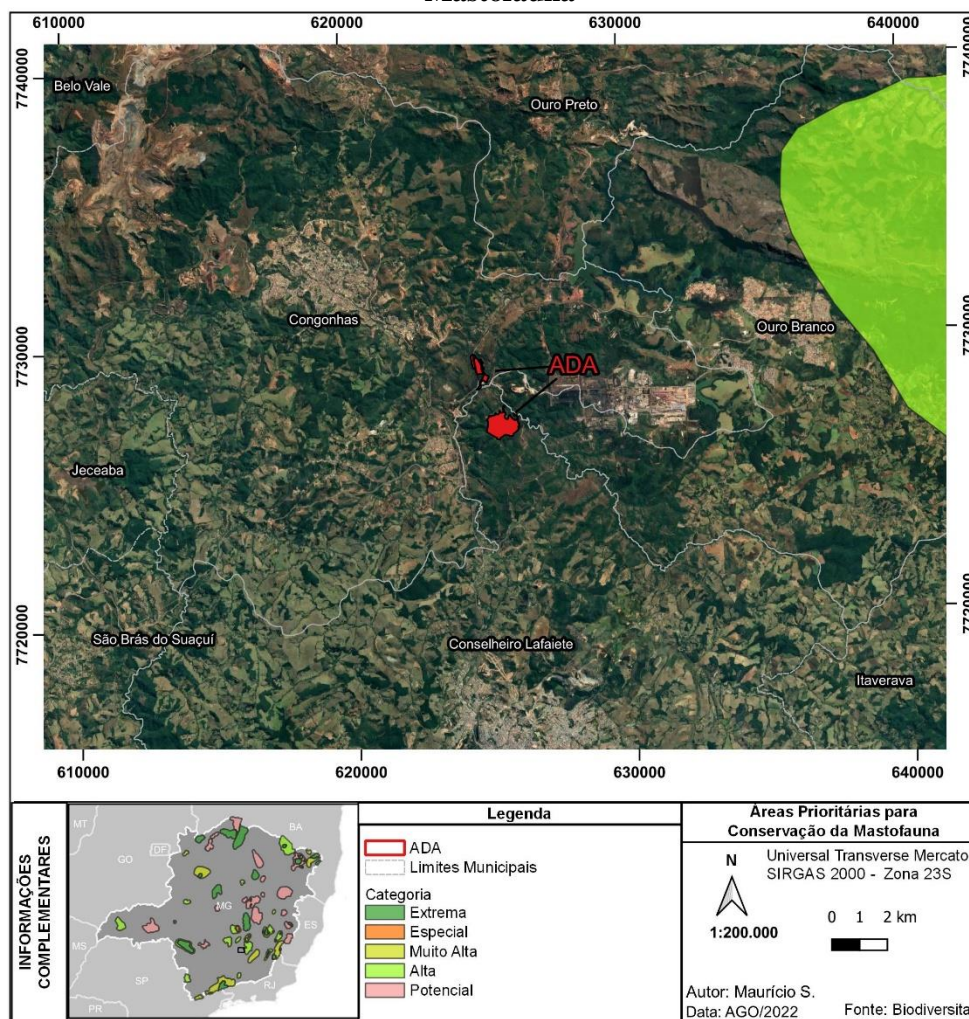 Mastofauna
610000
620000
630000
640000
7740000
7740000
Belo Vale
Ouro Preto
Congonhas
Ouro Branco
7730000
7730000
ADA
Jeceaba
7720000
7720000
São Brás do Suaçuí
Conselheiro Lafaiete
Itaverava
610000
620000
630000
640000
INFORMAÇÕES
COMPLEMENTARES
MT
BA
GO
DF
MG
ES
MS
SP
RJ
PR
Legenda
ADA
Limites Municipais
Categoria
Extrema
Especial
Muito Alta
Alta
Potencial
Áreas Prioritárias para
Conservação da Mastofauna
N
Universal Transverse Mercato
SIRGAS 2000 - Zona 23S
1:200.000
0 1 2 km
Autor: Maurício S.
Data: AGO/2022
Fonte: Biodiversita